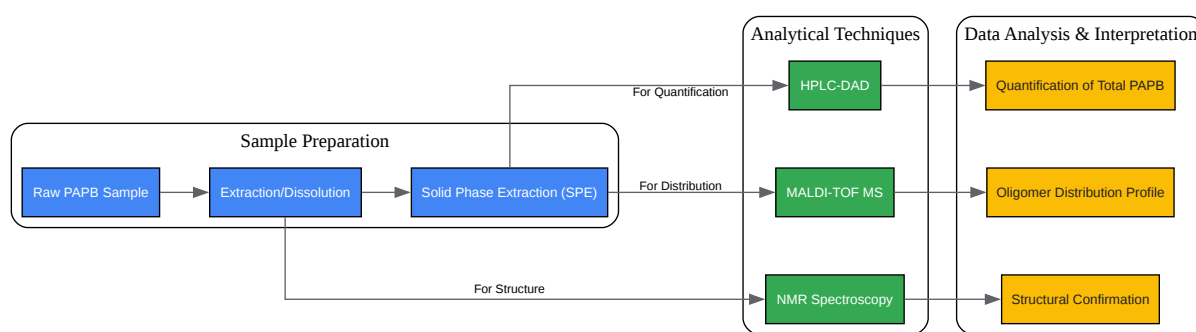 Analytical Techniques
Data Analysis & Interpretation
HPLC-DAD
Quantification of Total PAPB
For Quantification
Sample Preparation
Raw PAPB Sample
Extraction/Dissolution
Solid Phase Extraction (SPE)
For Distribution
MALDI-TOF MS
Oligomer Distribution Profile
For Structure
NMR Spectroscopy
Structural Confirmation